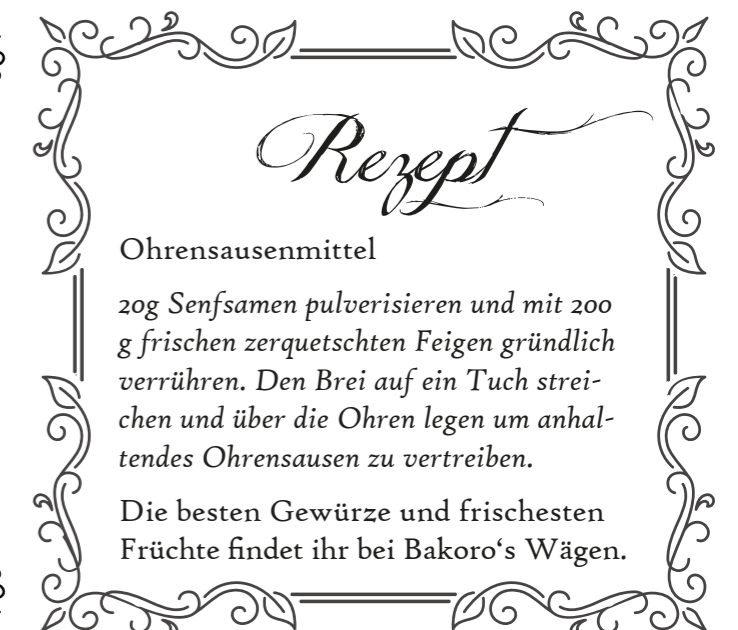 Rezept
Ohrensausenmittel
20g Senfsamen pulverisieren und mit 200
g frischen zerquetschten Feigen gründlich
verrühren. Den Brei auf ein Tuch strei-
chen und über die Ohren legen um anhal-
tendes Ohrensausen zu vertreiben.
Die besten Gewürze und frischesten
Früchte findet ihr bei Bakoro‘s Wägen.